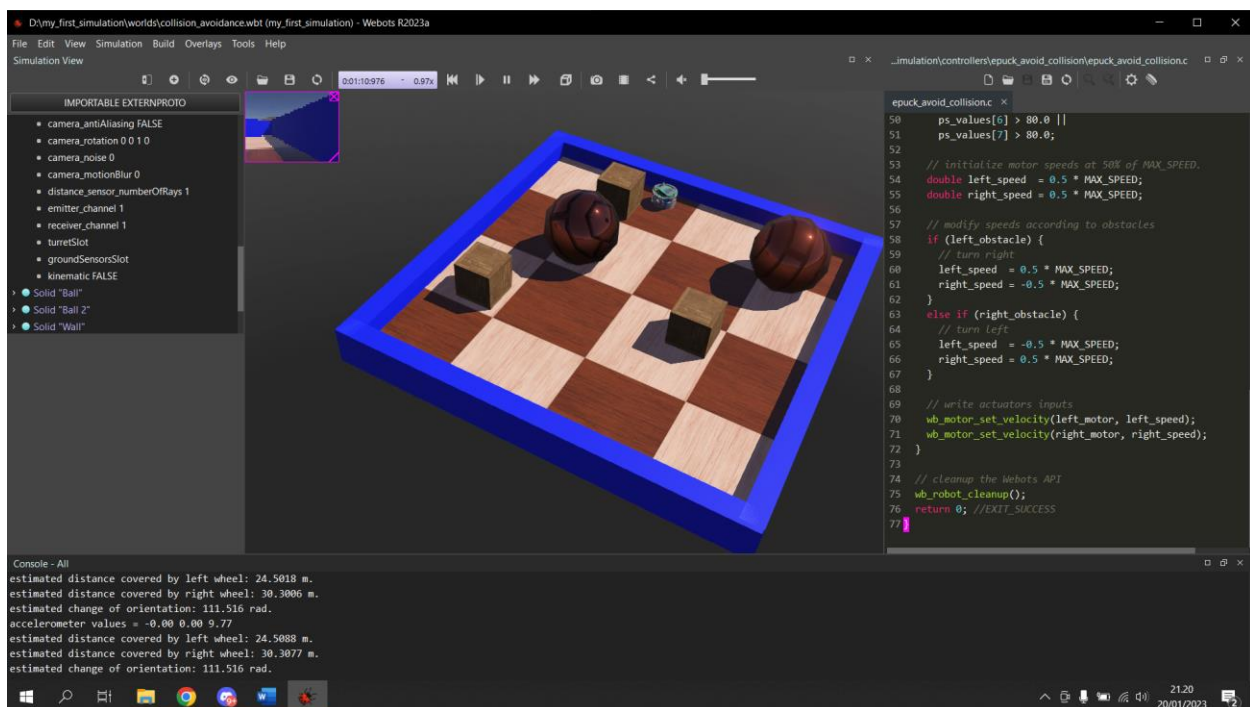 D:\my_first_simulation\worlds\collision_avoidance.wbt (my_first_simulation) - Webots R2023a
File Edit View Simulation Build Overlays Tools Help
Simulation View
0:01:10:976 - 0.97x
IMPORTABLE EXTERNPROTO
camera_antiAliasing FALSE
camera_rotation 0 0 1 0
camera_noise 0
camera_motionBlur 0
distance_sensor_numberOfRays 1
emitter_channel 1
receiver_channel 1
turretSlot
groundSensorsSlot
kinematic FALSE
Solid "Ball"
Solid "Ball 2"
Solid "Wall"
...imulation\controllers\epuck_avoid_collision\epuck_avoid_collision.c
epuck_avoid_collision.c ×
50 ps_values[6] > 80.0 ||
51 ps_values[7] > 80.0;
52
53 // initialize motor speeds at 50% of MAX_SPEED.
54 double left_speed = 0.5 * MAX_SPEED;
55 double right_speed = 0.5 * MAX_SPEED;
56
57 // modify speeds according to obstacles
58 if (left_obstacle) {
59 // turn right
60 left_speed = 0.5 * MAX_SPEED;
61 right_speed = -0.5 * MAX_SPEED;
62 }
63 else if (right_obstacle) {
64 // turn left
65 left_speed = -0.5 * MAX_SPEED;
66 right_speed = 0.5 * MAX_SPEED;
67 }
68
69 // write actuators inputs
70 wb_motor_set_velocity(left_motor, left_speed);
71 wb_motor_set_velocity(right_motor, right_speed);
72 }
73
74 // cleanup the Webots API
75 wb_robot_cleanup();
76 return 0; //EXIT_SUCCESS
77 }
Console - All
estimated distance covered by left wheel: 24.5018 m.
estimated distance covered by right wheel: 30.3006 m.
estimated change of orientation: 111.516 rad.
accelerometer values = -0.00 0.00 9.77
estimated distance covered by left wheel: 24.5088 m.
estimated distance covered by right wheel: 30.3077 m.
estimated change of orientation: 111.516 rad.
21.20
20/01/2023
2